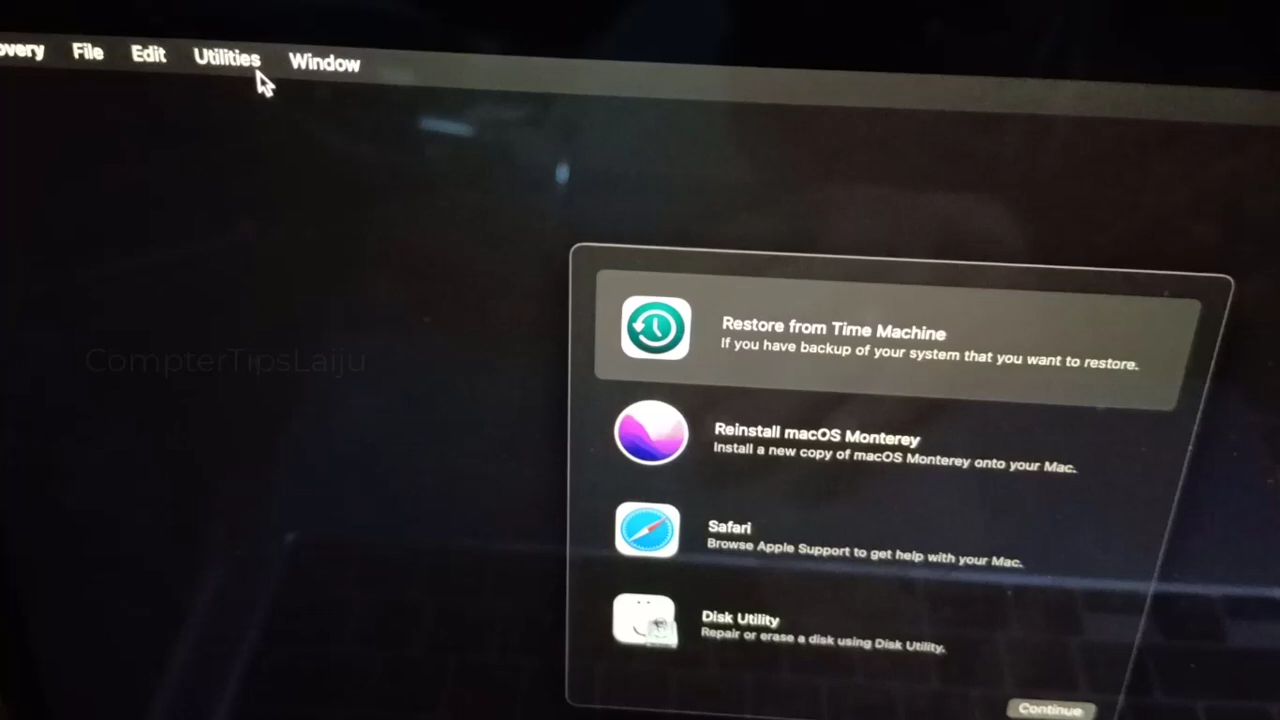 overy File Edit Utilities Window
CompterTipsLaiju
Restore from Time Machine
If you have backup of your system that you want to restore.
Reinstall macOS Monterey
Install a new copy of macOS Monterey onto your Mac.
Safari
Browse Apple Support to get help with your Mac.
Disk Utility
Repair or erase a disk using Disk Utility.
Continue